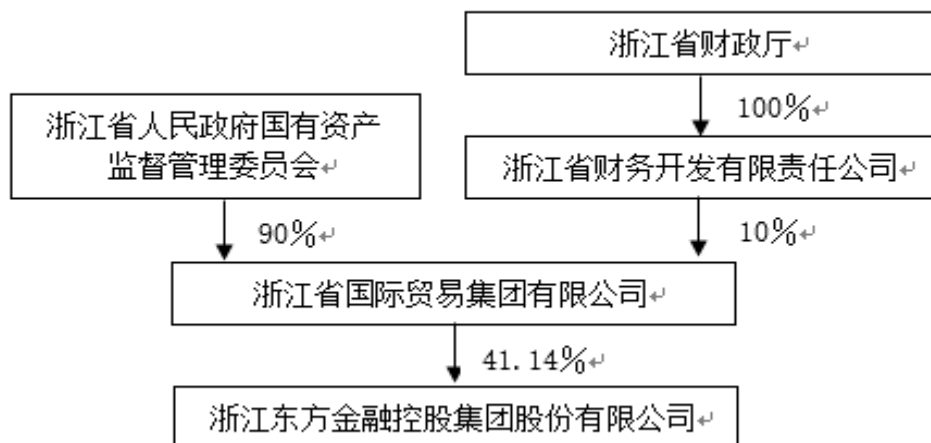 浙江省财政厅
100%
浙江省人民政府国有资产
监督管理委员会
浙江省财务开发有限责任公司
90%
10%
浙江省国际贸易集团有限公司
41.14%
浙江东方金融控股集团股份有限公司